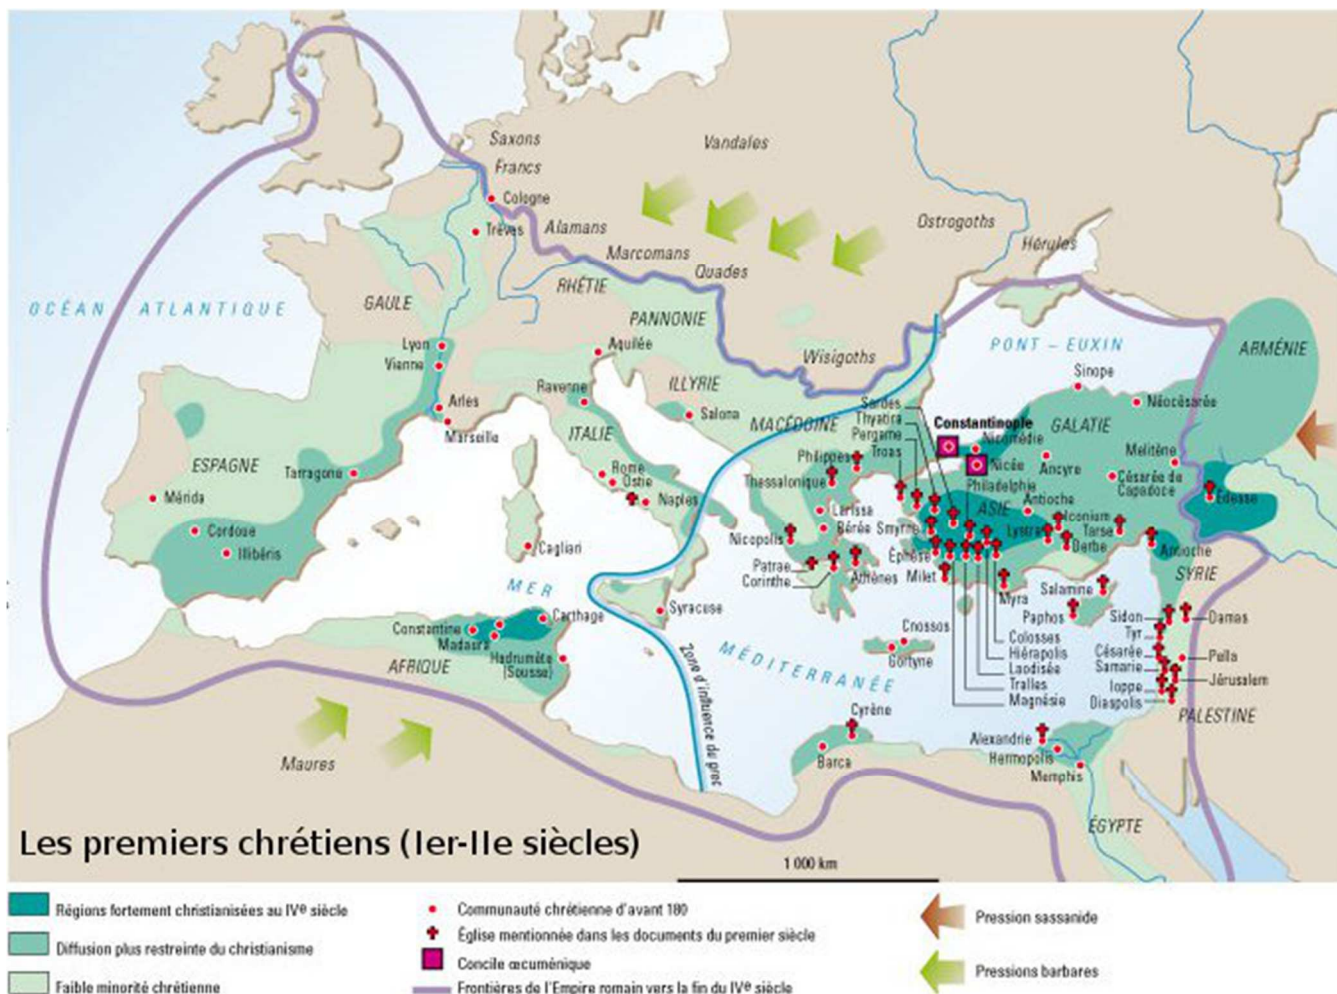 Saxons
Vandales
Francs
Cologne
Ostrogoths
Trèves
Alamans
Hérules
Marcomans
Quades
RHÉTIE
OCÉAN ATLANTIQUE
GAULE
PANNONIE
PONT – EUXIN
ARMÉNIE
Lyon
Aquilée
Wisigoths
Vienne
Sinope
Ravenne
ILLYRIE
Sardes
Néocésarée
Arles
Salona
MACÉDOINE
Thyatira
Constantinople
GALATIE
Marseille
ITALIE
Pergame
Nicomédie
Troas
Melitène
ESPAGNE
Philippes
Nicée
Ancyre
Tarragone
Rome
Thessalonique
Philadelphie
Césarée de
Capadoce
Ostie
Edesse
Mérida
Naples
Antioche
ASIE
Larissa
Iconium
Cordoue
Bérée
Smyrne
Lystra
Tarse
Nicopolis
Derbe
Illibéris
Cagliari
Éphèse
Antioche
Patrae
SYRIE
Corinthe
Athènes
Milet
Salamine
MER
Myra
Syracuse
Paphos
Sidon
Damas
Carthage
Constantine
Cnossos
Tyr
Colosses
Madaura
Gortyne
Hiérapolis
Césarée
Pella
Hadrumète
(Sousse)
MÉDITERRANÉE
Laodisée
Samarie
AFRIQUE
Jérusalem
Tralles
Ioppe
Zone d'influence du grec
Magnésie
Diaspolis
Cyrène
PALESTINE
Alexandrie
Barca
Hermopolis
Maures
Memphis
ÉGYPTE
Les premiers chrétiens (Ier-IIe siècles)
1 000 km
Régions fortement christianisées au IVe siècle
Diffusion plus restreinte du christianisme
Faible minorité chrétienne
Communauté chrétienne d'avant 180
Église mentionnée dans les documents du premier siècle
Concile œcuménique
Frontières de l'Empire romain vers la fin du IVe siècle
Pression sassanide
Pressions barbares